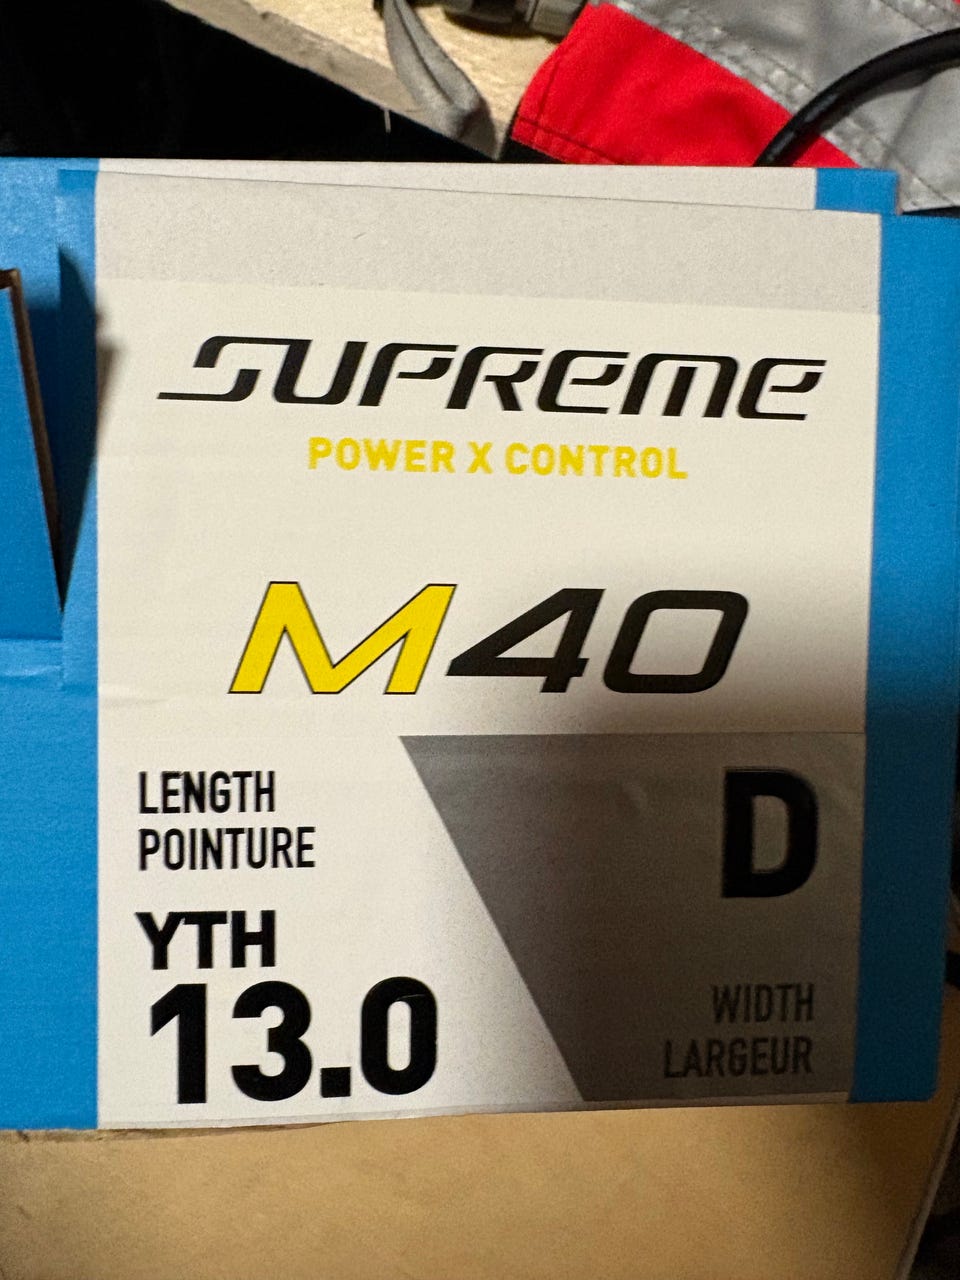 SUPREME
POWER X CONTROL
M40
LENGTH
POINTURE
YTH
13.0
D
WIDTH
LARGEUR